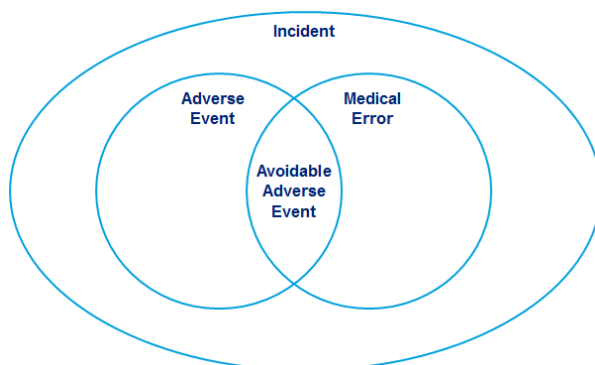 Incident
Adverse
Event
Medical
Error
Avoidable
Adverse
Event